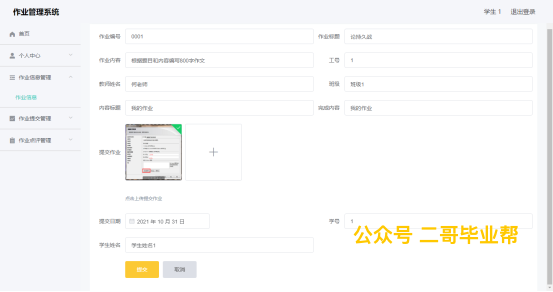 作业管理系统
学生 1 退出登录
首页
个人中心
作业信息管理
作业信息
作业提交管理
作业点评管理
作业编号 0001 作业标题 论持久战
作业内容 根据题目和内容编写800字作文 工号 1
教师姓名 何老师 班级 班级1
内容标题 我的作业 完成内容 我的作业
提交作业
点击上传提交作业
提交日期 2021 年 10 月 31 日 学号 1
学生姓名 学生姓名1
提交 取消
公众号 二哥毕业帮